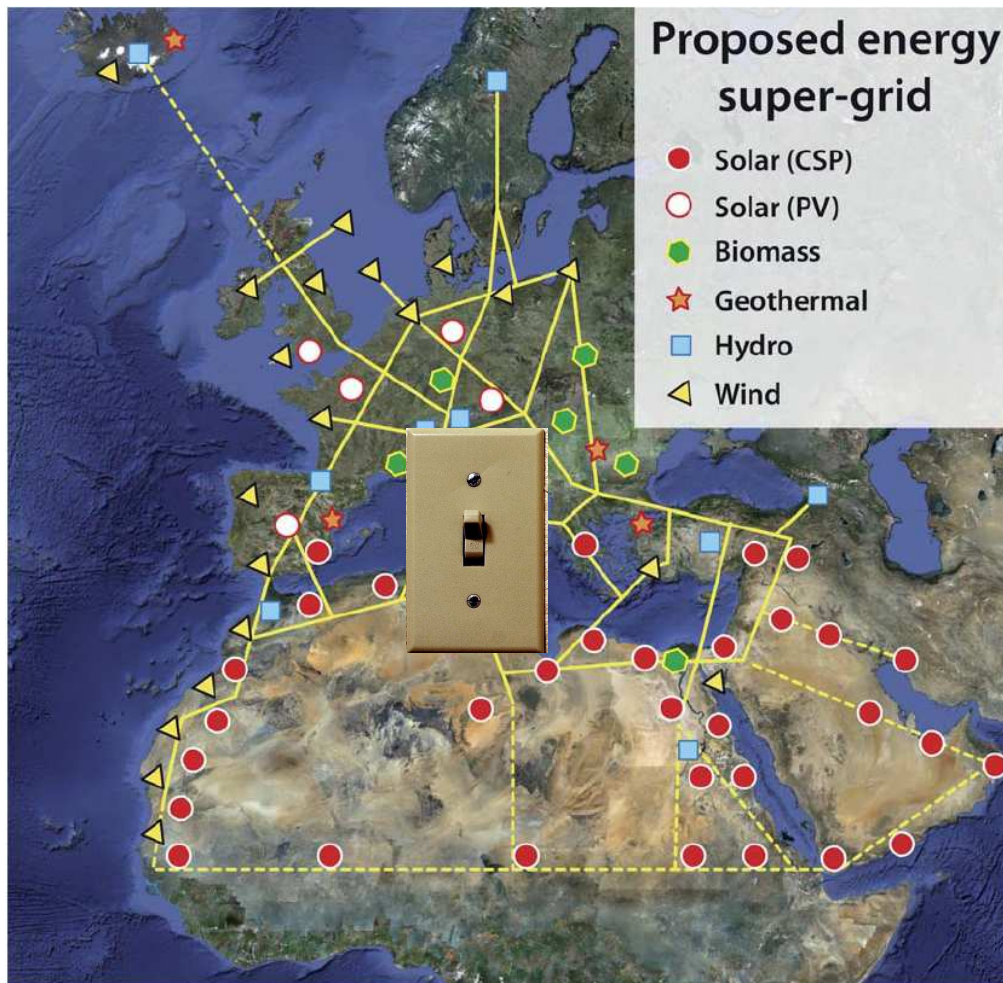 Proposed energy
super-grid
Solar (CSP)
Solar (PV)
Biomass
Geothermal
Hydro
Wind